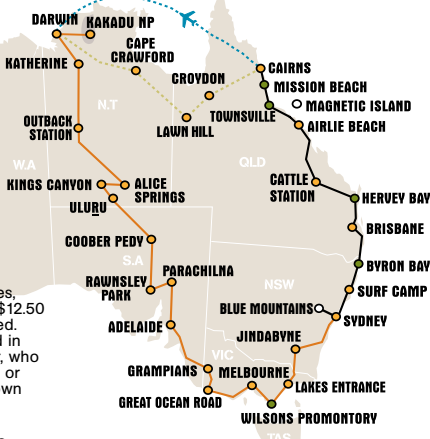 DARWIN
KAKADU NP
CAPE
CRAWFORD
KATHERINE
CROYDON
CAIRNS
MISSION BEACH
MAGNETIC ISLAND
N.T
TOWNSVILLE
AIRLIE BEACH
LAWN HILL
OUTBACK
STATION
W.A
QLD
KINGS CANYON
ALICE
SPRINGS
CATTLE
STATION
ULURU
HERVEY BAY
BRISBANE
COOBER PEDY
S.A
BYRON BAY
PARACHILNA
RAWNSLEY
PARK
NSW
SURF CAMP
es,
$12.50
ed.
d in
, who
or
wn
BLUE MOUNTAINS
SYDNEY
ADELAIDE
JINDABYNE
VIC
GRAMPIANS
MELBOURNE
LAKES ENTRANCE
GREAT OCEAN ROAD
WILSONS PROMONTORY
TAS